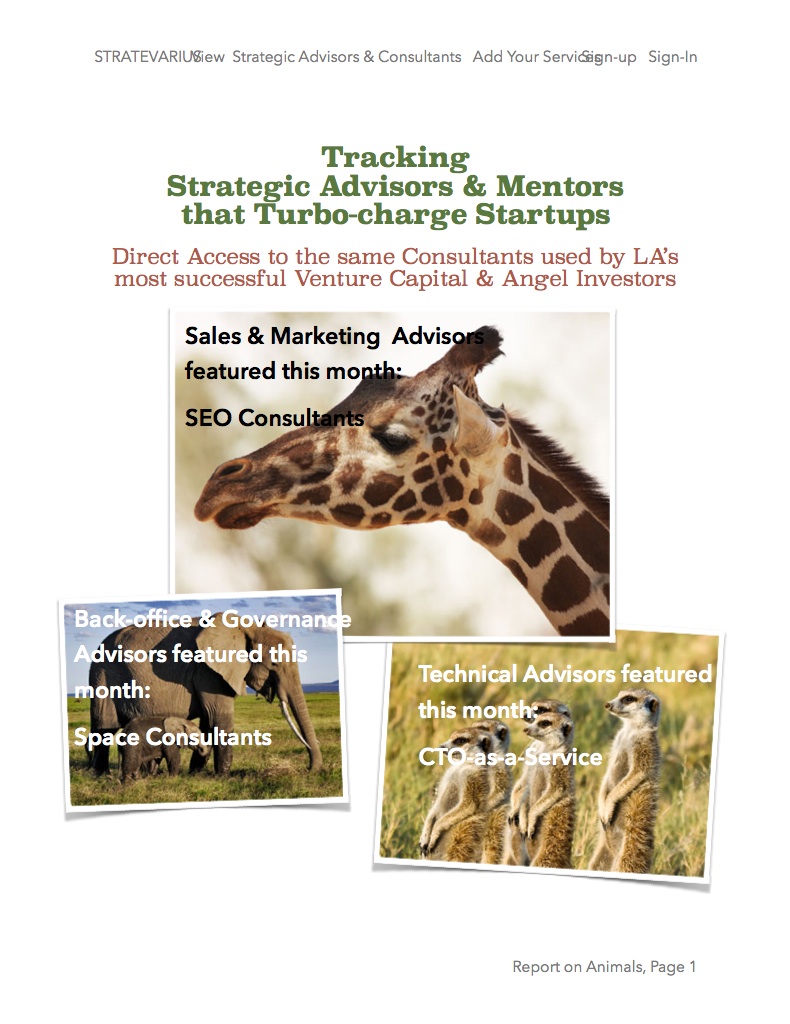 STRATEVARIUS View Strategic Advisors & Consultants Add Your Services Sign-up Sign-In
Tracking
Strategic Advisors & Mentors
that Turbo-charge Startups
Direct Access to the same Consultants used by LA’s
most successful Venture Capital & Angel Investors
Sales & Marketing Advisors
featured this month:
SEO Consultants
Back-office & Governance
Advisors featured this
month:
Space Consultants
Technical Advisors featured
this month:
CTO-as-a-Service
Report on Animals, Page 1